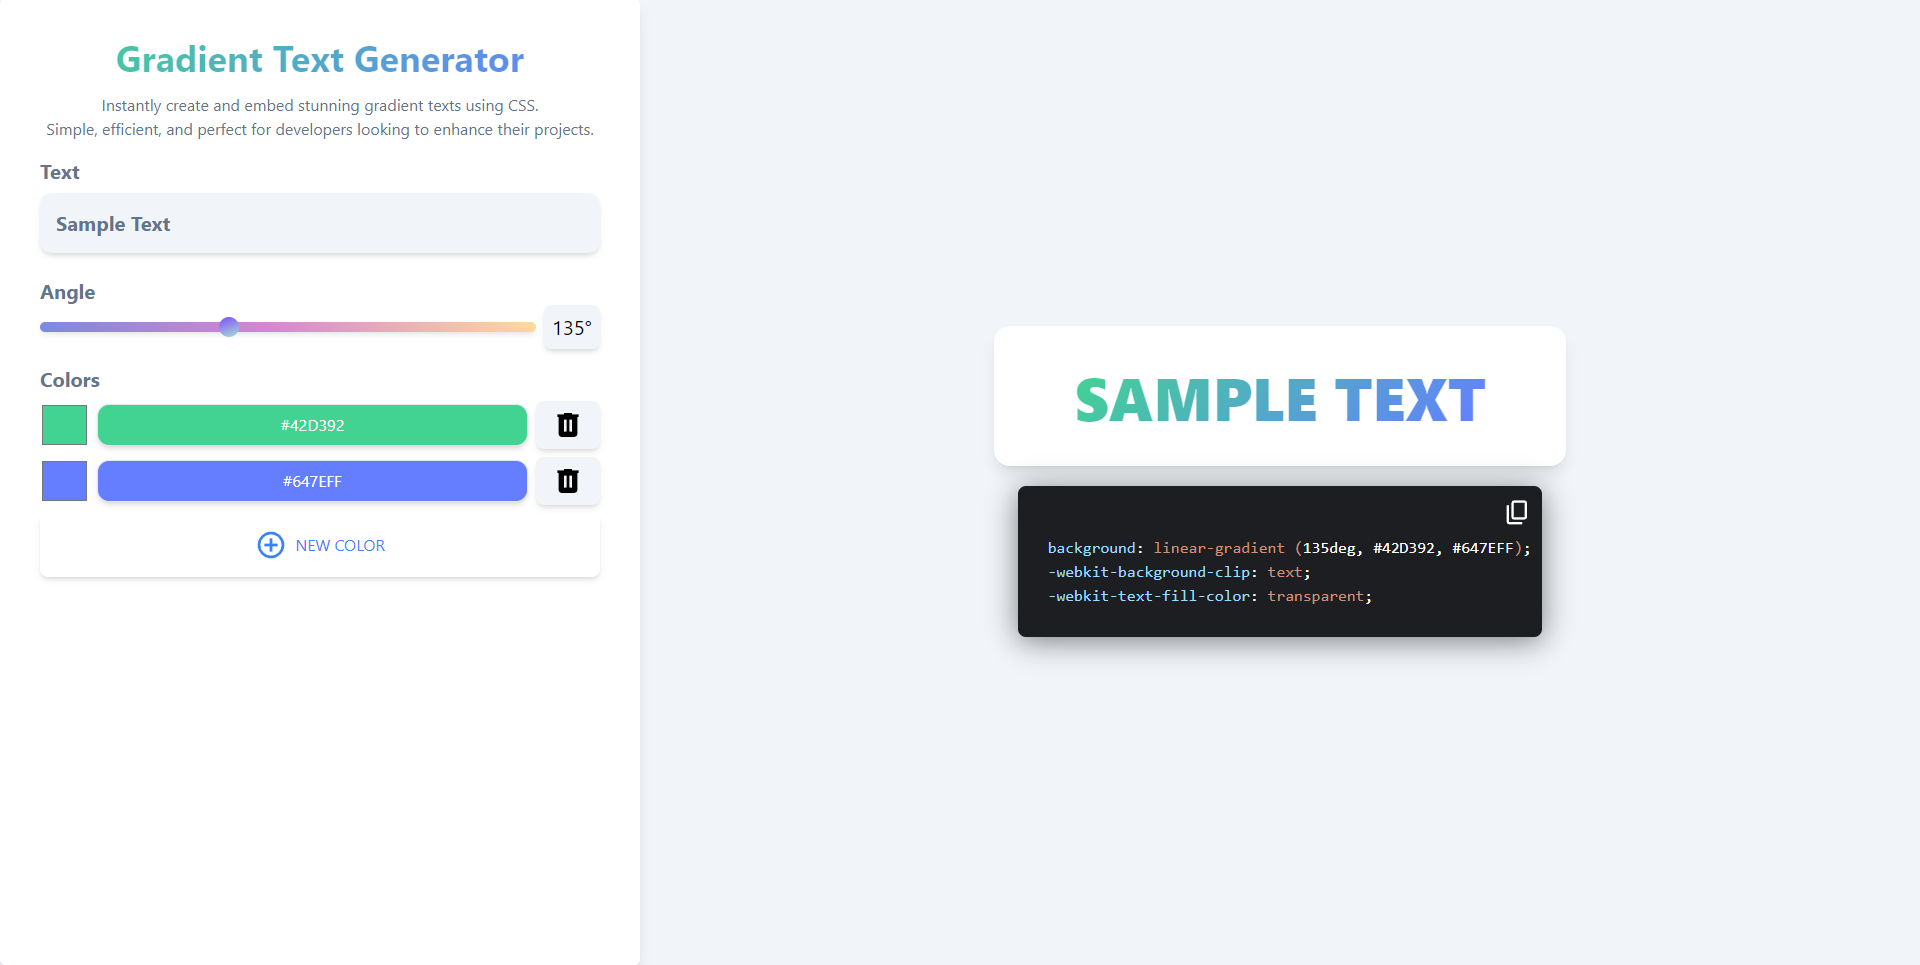 Gradient Text Generator
Instantly create and embed stunning gradient texts using CSS.
Simple, efficient, and perfect for developers looking to enhance their projects.
Text
Sample Text
Angle
135°
Colors
#42D392
#647EFF
NEW COLOR
SAMPLE TEXT
background: linear-gradient (135deg, #42D392, #647EFF);
-webkit-background-clip: text;
-webkit-text-fill-color: transparent;